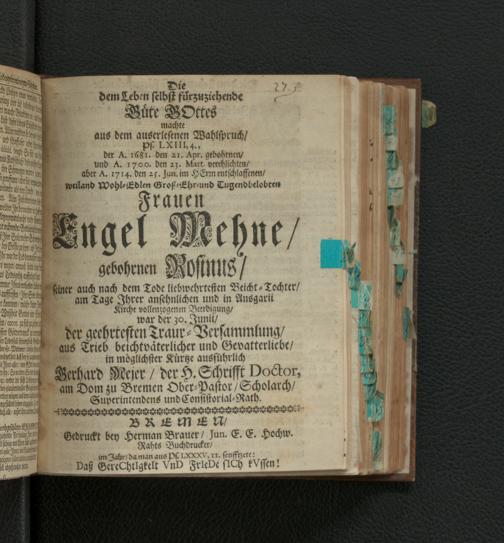 27.
Die
dem Leben selbst fürzuziehende
Güte GOttes
machte
aus dem auserlesenen Wahlspruch/
Ps. LXIII, 4.,
der A. 1681. den 21. Apr. gebohrnen/
und A. 1700. den 23. Mart. verehlichten/
aber A. 1714. den 25. Jun. im HErrn entschlaffenen/
weiland Wohl-Edlen Groß-Ehr-und Tugendbelobten
Frauen
Engel Mehne/
gebohrnen Rosinus/
seiner auch nach dem Tode liebwehrtesten Beicht-Tochter/
am Tage Ihrer ansehnlichen und in Ansgarii
Kirche vollenzogenen Beerdigung/
war der 30. Junii/
der geehrtesten Traur-Versammlung/
aus Trieb beichtväterlicher und Gevatterliebe/
in möglichster Kürtze ausführlich
Gerhard Mejer/ der H. Schrifft Doctor,
am Dom zu Bremen Ober-Pastor/ Scholarch/
Superintendens und Consistorial-Rath.
BREMEN/
Gedruckt bey Herman Brauer/ Jun. E. E. Hochw.
Rahts Buchdrucker/
im Jahr/ da man aus Ps. LXXXV, 11. seufftzete:
Daß GereChtIgkeIt VnD FrIeDe sICh kVssen!